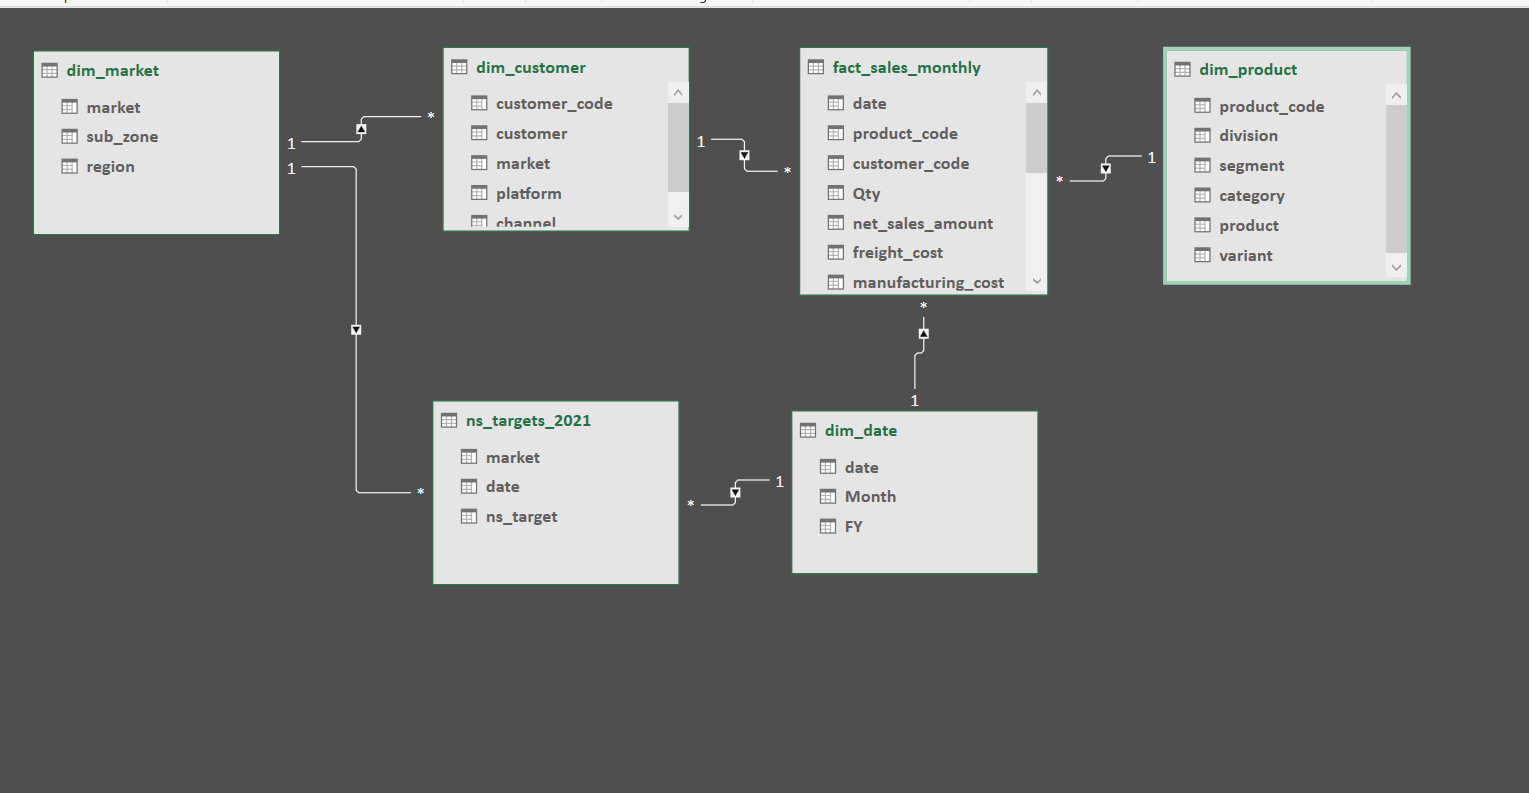 dim_market
market
sub_zone
region
1
1
*
*
dim_customer
customer_code
customer
market
platform
channel
1
*
fact_sales_monthly
date
product_code
customer_code
Qty
net_sales_amount
freight_cost
manufacturing_cost
*
1
dim_product
product_code
division
segment
category
product
variant
*
1
ns_targets_2021
market
date
ns_target
*
1
dim_date
date
Month
FY